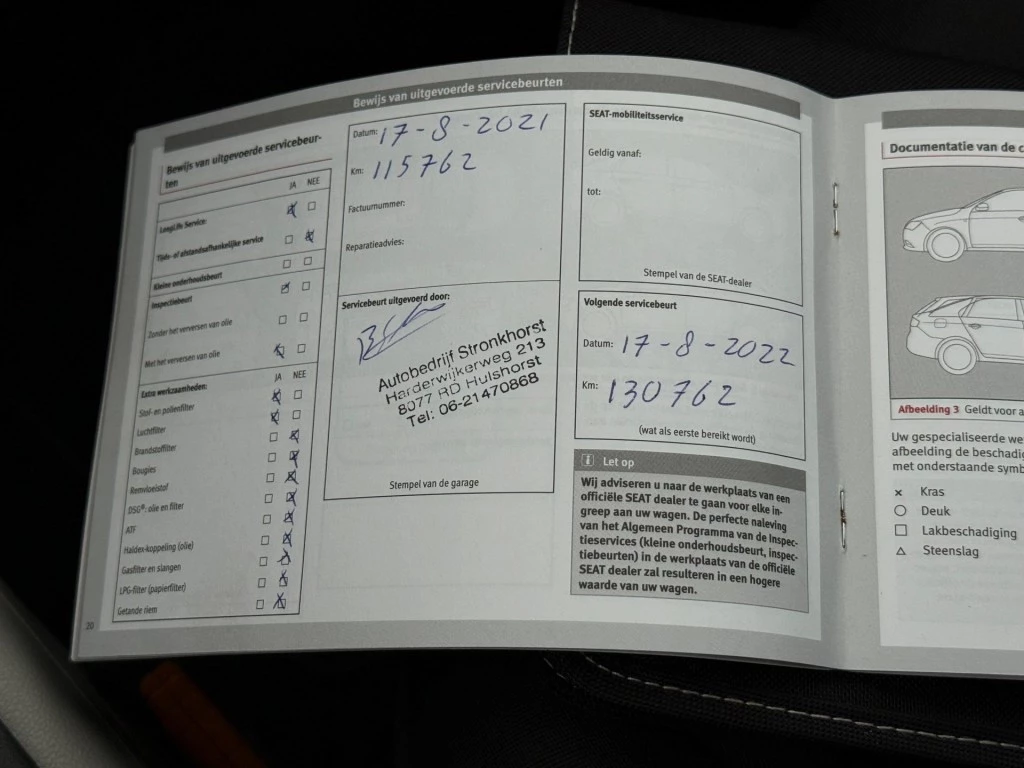 Bewijs van uitgevoerde servicebeurten
Bewijs van uitgevoerde servicebeur-
ten
JA NEE
LongLife Service:
Tijds- of afstandsafhankelijke service
Kleine onderhoudsbeurt
Inspectiebeurt
Zonder het verversen van olie
Met het verversen van olie
Extra werkzaamheden: JA NEE
Stof- en pollenfilter
Luchtfilter
Brandstoffilter
Bougies
Remvloeistof
DSG®: olie en filter
ATF
Haldex-koppeling (olie)
Gasfilter en slangen
LPG-filter (papierfilter)
Getande riem
20
Datum: 17-8-2021
Km: 115762
Factuurnummer:
Reparatieadvies:
Servicebeurt uitgevoerd door:
Autobedrijf Stronkhorst
Harderwijkerweg 213
8077 RD Hulshorst
Tel: 06-21470868
Stempel van de garage
SEAT-mobiliteitsservice
Geldig vanaf:
tot:
Stempel van de SEAT-dealer
Volgende servicebeurt
Datum: 17-8-2022
Km: 130762
(wat als eerste bereikt wordt)
i Let op
Wij adviseren u naar de werkplaats van een
officiële SEAT dealer te gaan voor elke in-
greep aan uw wagen. De perfecte naleving
van het Algemeen Programma van de Inspec-
tieservices (kleine onderhoudsbeurt, inspec-
tiebeurten) in de werkplaats van de officiële
SEAT dealer zal resulteren in een hogere
waarde van uw wagen.
Documentatie van de c
Afbeelding 3 Geldt voor a
Uw gespecialiseerde we
afbeelding de beschadig
met onderstaande symb
× Kras
○ Deuk
□ Lakbeschadiging
△ Steenslag